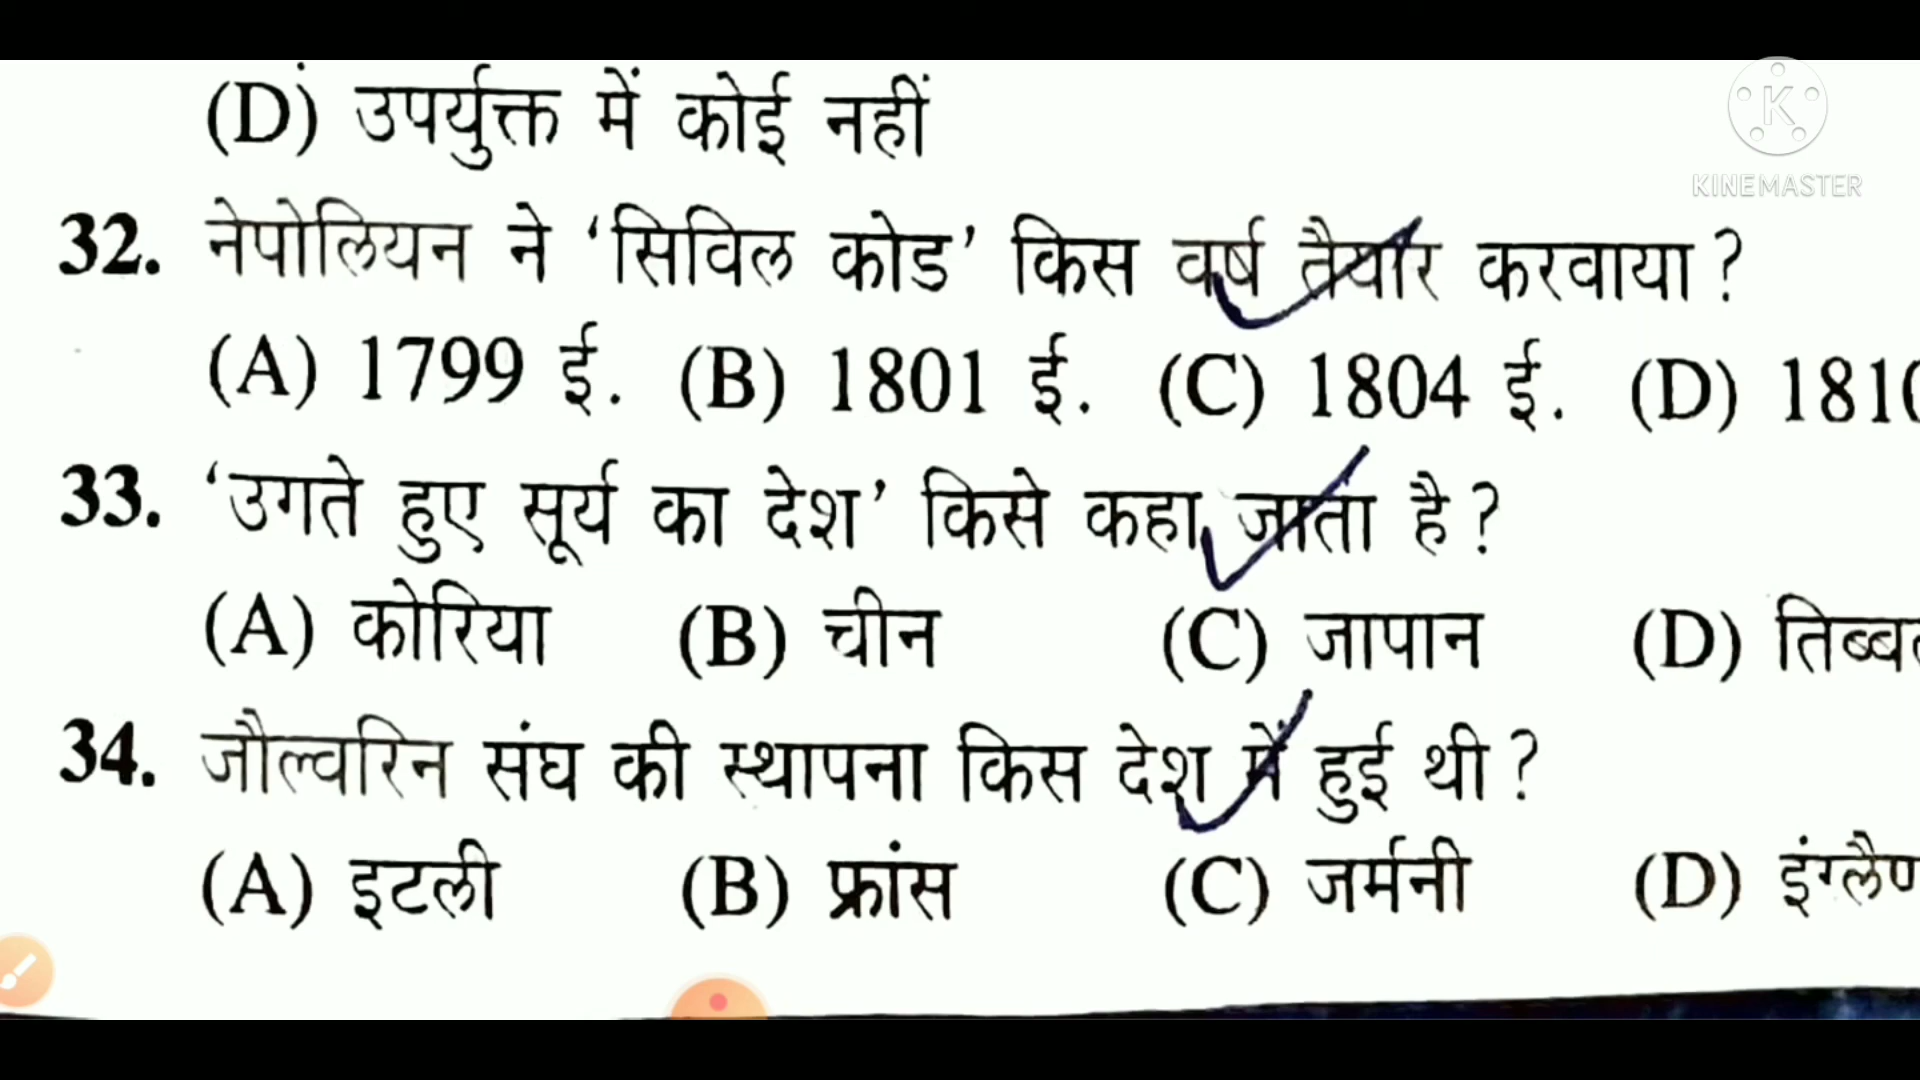 (D) उपर्युक्त में कोई नहीं
KINEMASTER
32. नेपोलियन ने ‘सिविल कोड’ किस वर्ष तैयार करवाया ?
(A) 1799 ई. (B) 1801 ई. (C) 1804 ई. (D) 1810
33. ‘उगते हुए सूर्य का देश’ किसे कहा जाता है ?
(A) कोरिया (B) चीन (C) जापान (D)
34. जौल्वरिन संघ की स्थापना किस देश में हुई थी ?
(A) इटली (B) फ्रांस (C) जर्मनी (D)